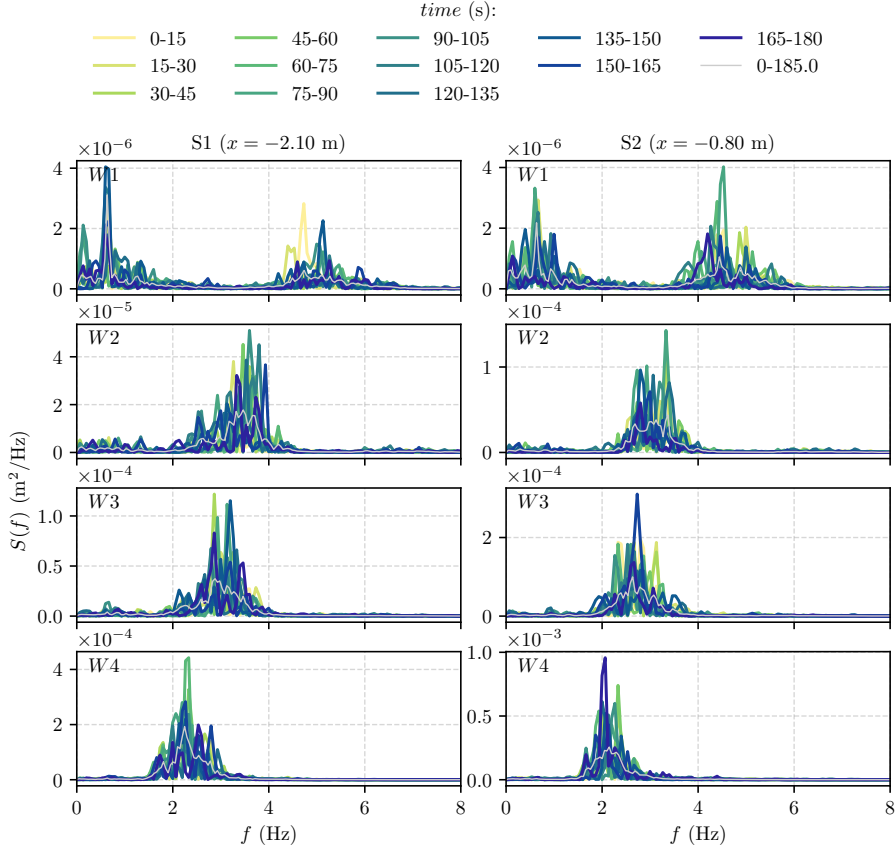 time (s):
0-15 45-60 90-105 135-150 165-180
15-30 60-75 105-120 150-165 0-185.0
30-45 75-90 120-135
×10⁻⁶ S1 (x = −2.10 m) ×10⁻⁶ S2 (x = −0.80 m)
4 W1 4 W1
2 2
0 0
×10⁻⁵ ×10⁻⁴
W2 W2
4 1
2
0 0
S(f) (m²/Hz)
×10⁻⁴ ×10⁻⁴
W3 W3
1.0 2
0.5
0.0 0
×10⁻⁴ ×10⁻³
W4 1.0 W4
4
2 0.5
0 0.0
0 2 4 6 8 0 2 4 6 8
f (Hz) f (Hz)